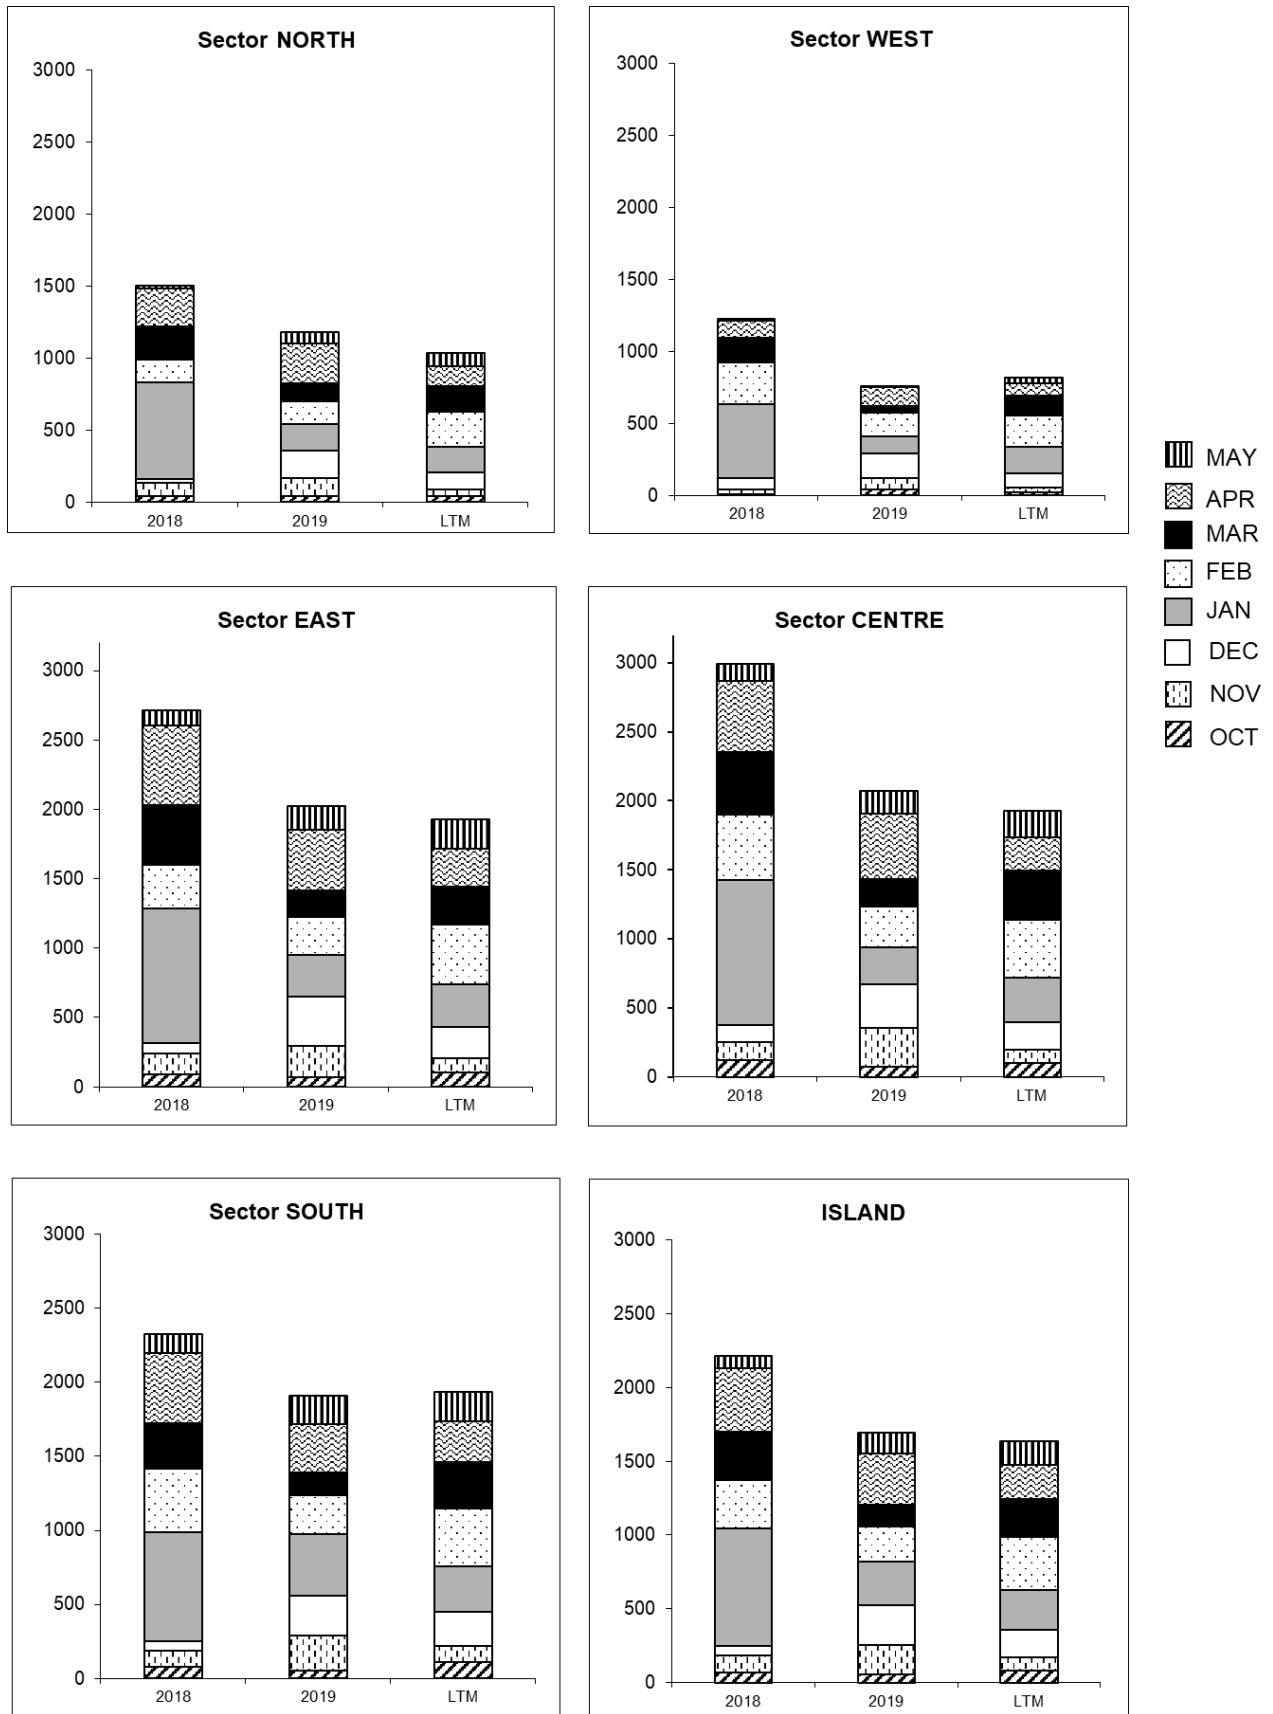 Sector NORTH
3000
2500
2000
1500
1000
500
0
2018 2019 LTM
Sector WEST
3000
2500
2000
1500
1000
500
0
2018 2019 LTM
MAY
APR
MAR
FEB
JAN
DEC
NOV
OCT
Sector EAST
3000
2500
2000
1500
1000
500
0
2018 2019 LTM
Sector CENTRE
3000
2500
2000
1500
1000
500
0
2018 2019 LTM
Sector SOUTH
3000
2500
2000
1500
1000
500
0
2018 2019 LTM
ISLAND
3000
2500
2000
1500
1000
500
0
2018 2019 LTM